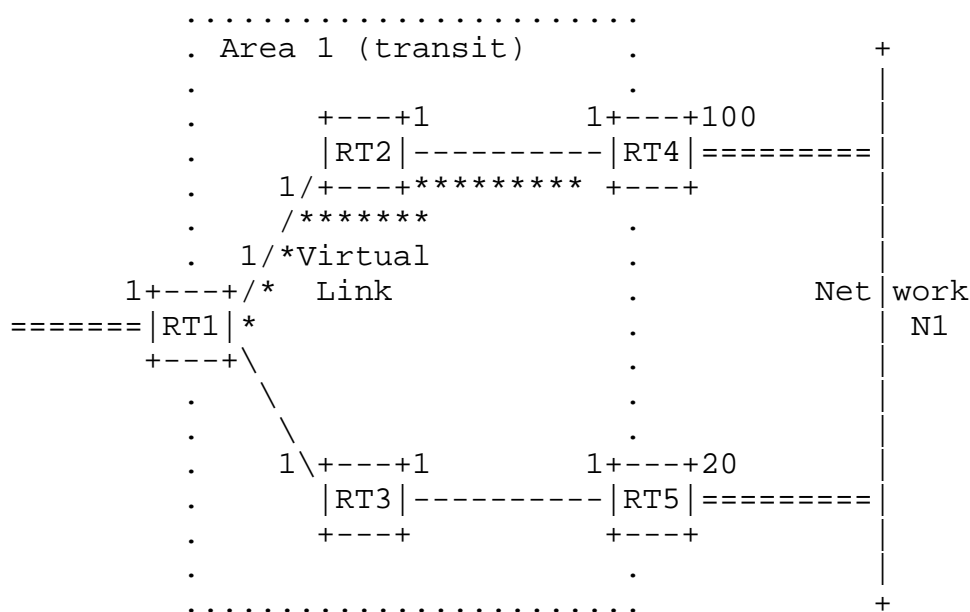 ..........................
           . Area 1 (transit)     .            +
           .                      .            |
           .      +---+1        1+---+100      |
           .      |RT2|----------|RT4|=========|
           .    1/+---+********* +---+         |
           .    /*******          .            |
           .  1/*Virtual          .            |
        1+---+/*  Link            .         Net|work
 =======|RT1|*                    .            | N1
        +---+\                    .            |
           .  \                   .            |
           .   \                  .            |
           .   1\+---+1        1+---+20        |
           .     |RT3|----------|RT5|=========|
           .     +---+          +---+          |
           .                      .            |
           ..........................          +